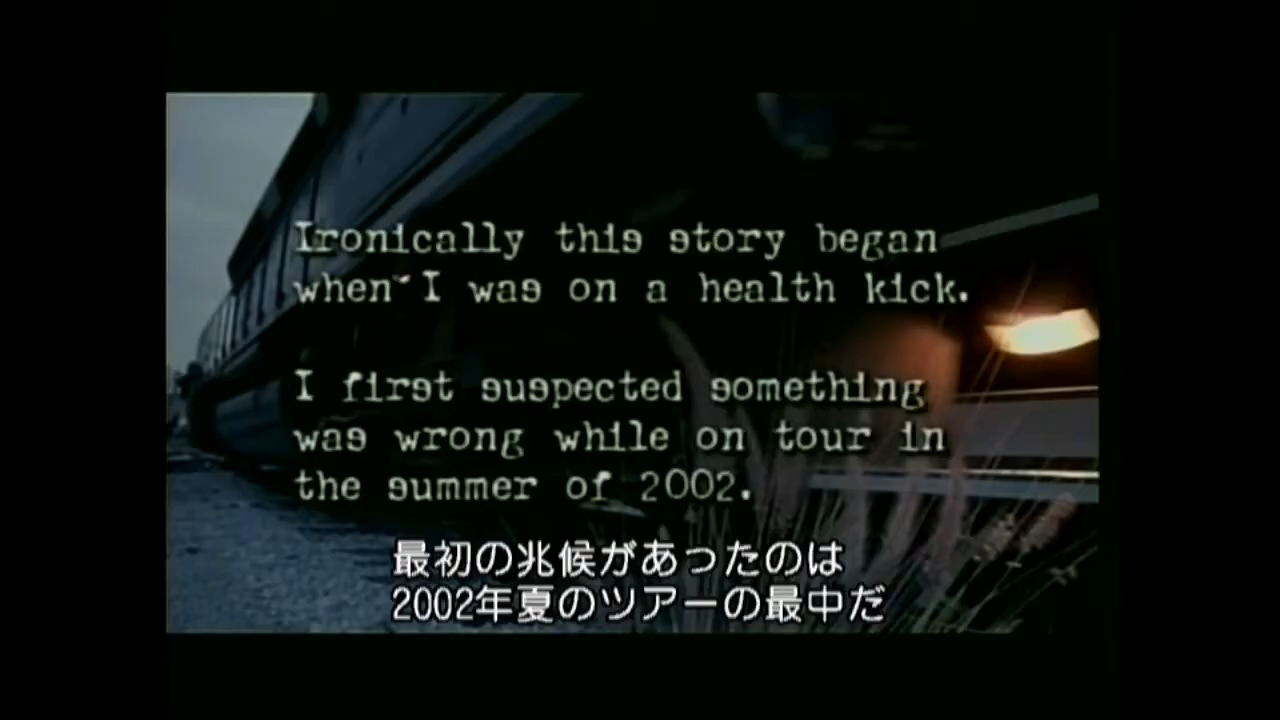 Ironically this story began
when I was on a health kick.
I first suspected something
was wrong while on tour in
the summer of 2002.
最初の兆候があったのは
2002年夏のツアーの最中だ